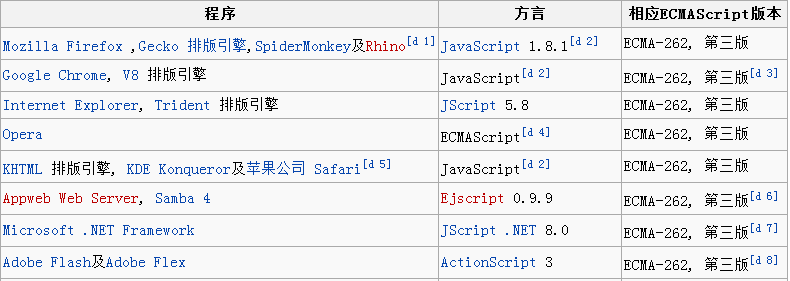 程序 方言 相应ECMAScript版本
Mozilla Firefox ,Gecko 排版引擎,SpiderMonkey及Rhino[d 1] JavaScript 1.8.1[d 2] ECMA-262, 第三版
Google Chrome, V8 排版引擎 JavaScript[d 2] ECMA-262, 第三版[d 3]
Internet Explorer, Trident 排版引擎 JScript 5.8 ECMA-262, 第三版
Opera ECMAScript[d 4] ECMA-262, 第三版
KHTML 排版引擎, KDE Konqueror及苹果公司 Safari[d 5] JavaScript[d 2] ECMA-262, 第三版
Appweb Web Server, Samba 4 Ejscript 0.9.9 ECMA-262, 第三版[d 6]
Microsoft .NET Framework JScript .NET 8.0 ECMA-262, 第三版[d 7]
Adobe Flash及Adobe Flex ActionScript 3 ECMA-262, 第三版[d 8]